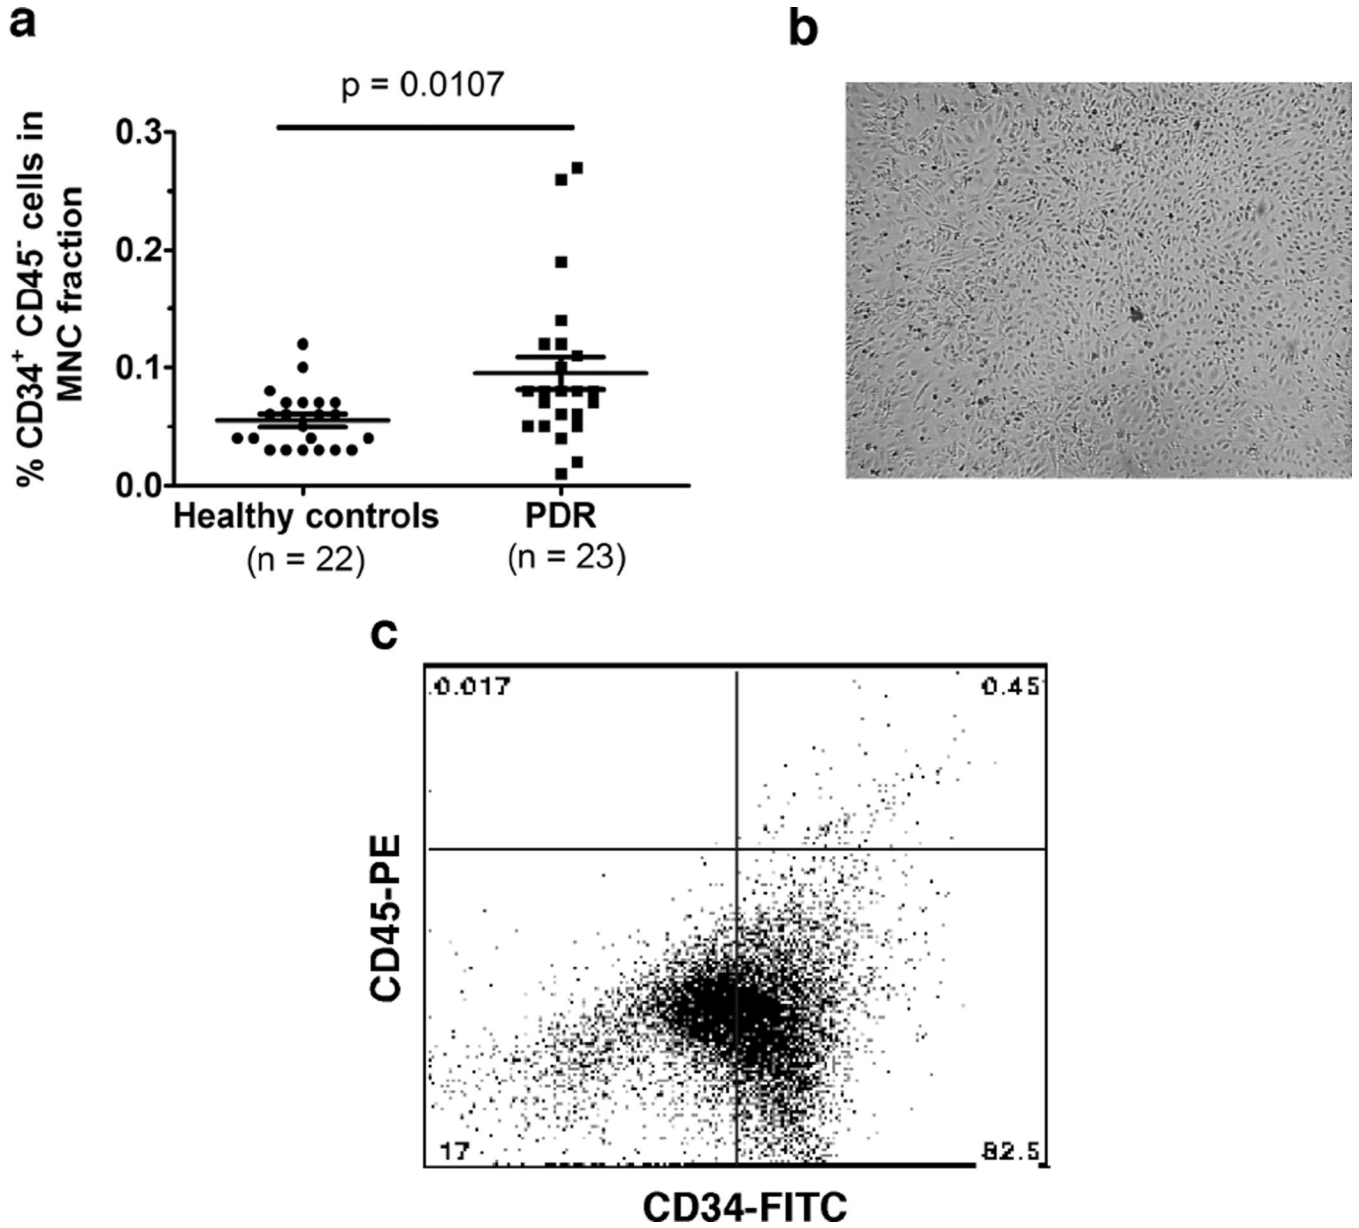 a
b
p = 0.0107
% CD34+ CD45- cells in
MNC fraction
0.3
0.2
0.1
0.0
Healthy controls
PDR
(n = 22)
(n = 23)
c
0.017
0.45
CD45-PE
17
82.5
CD34-FITC